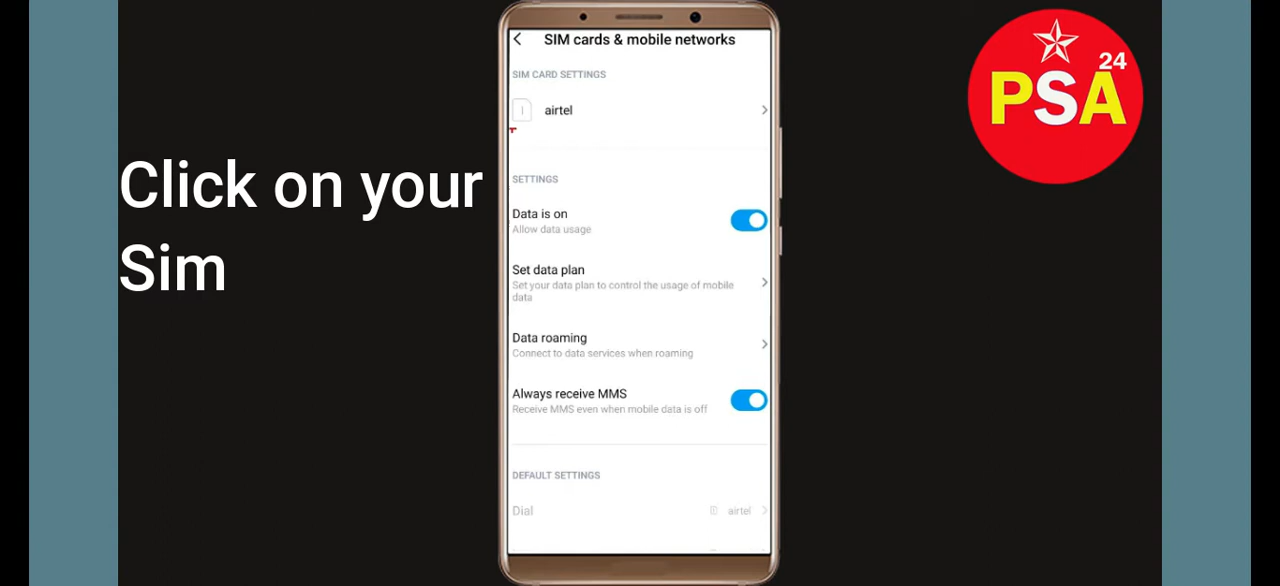 Click on your
Sim
SIM cards & mobile networks
SIM CARD SETTINGS
1 airtel
SETTINGS
Data is on
Allow data usage
Set data plan
Set your data plan to control the usage of mobile
data
Data roaming
Connect to data services when roaming
Always receive MMS
Receive MMS even when mobile data is off
DEFAULT SETTINGS
Dial airtel
24
PSA